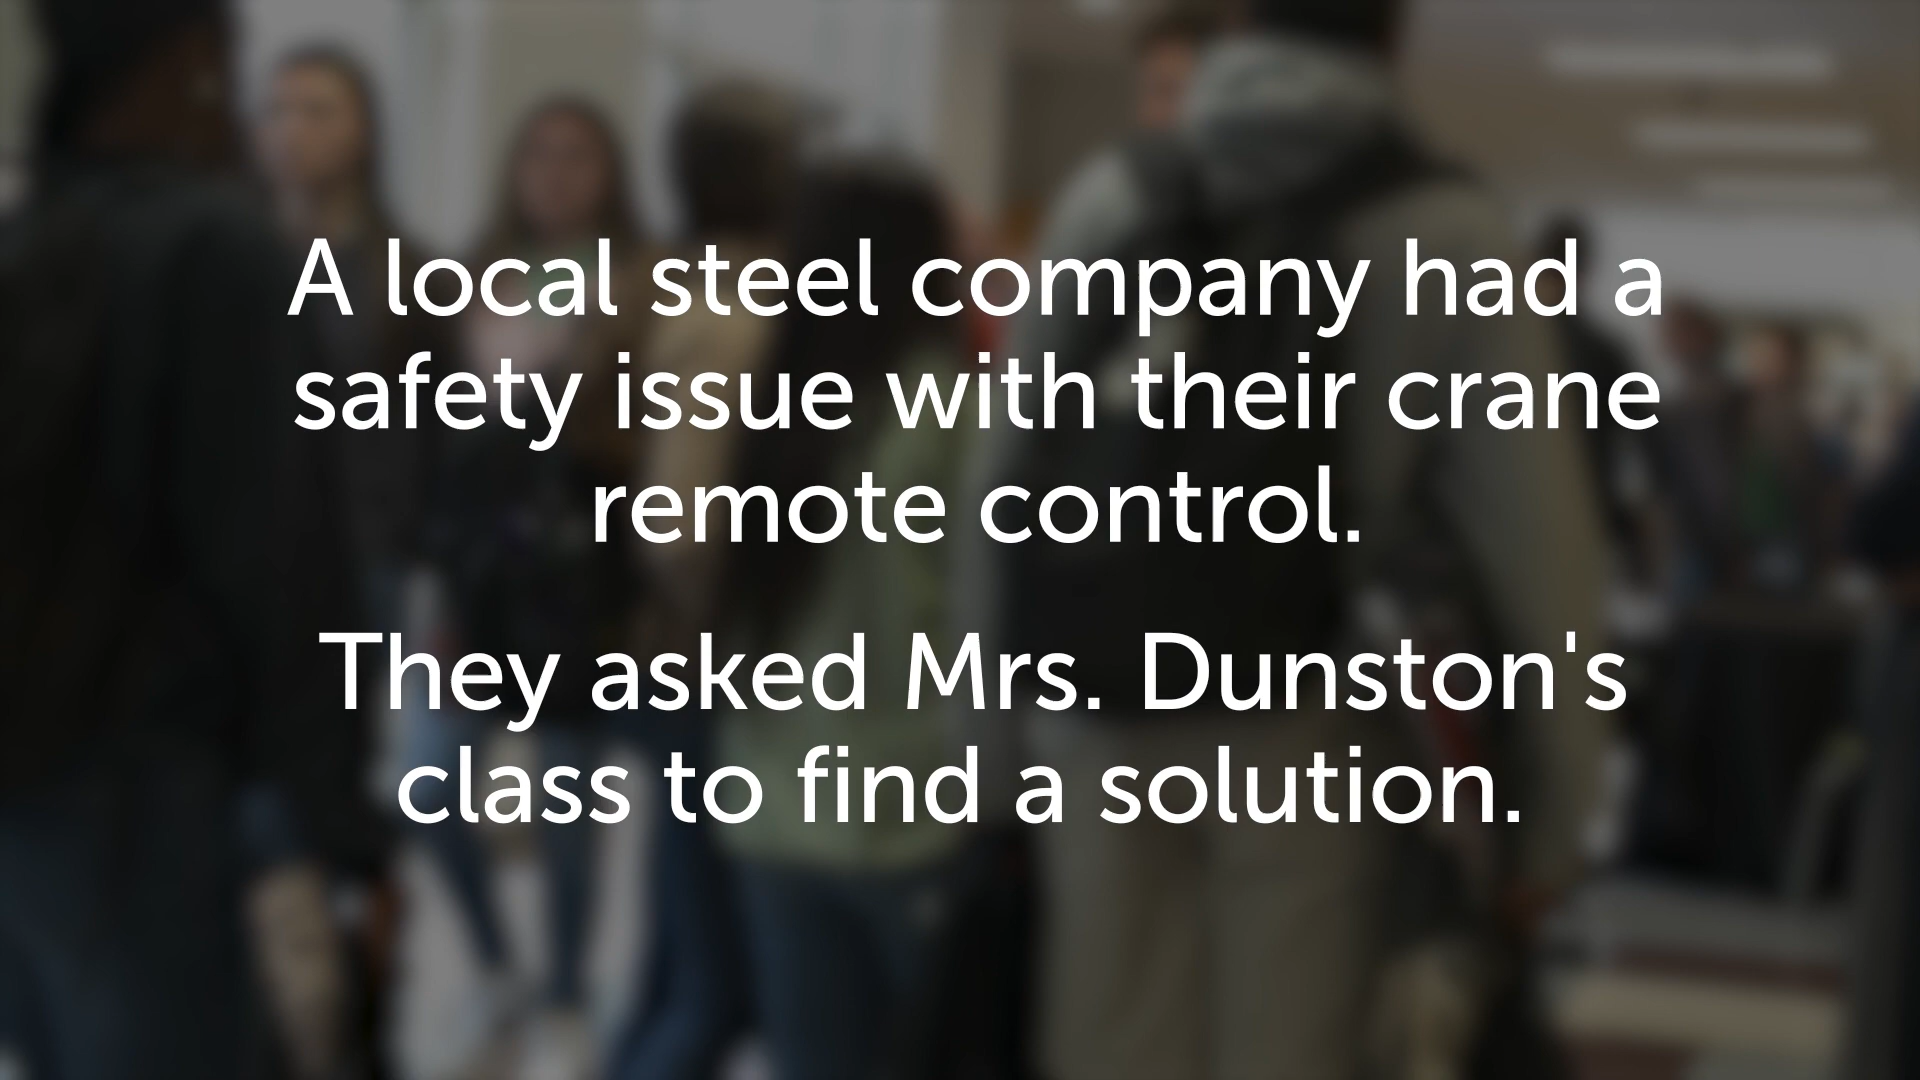 A local steel company had a
safety issue with their crane
remote control.
They asked Mrs. Dunston's
class to find a solution.